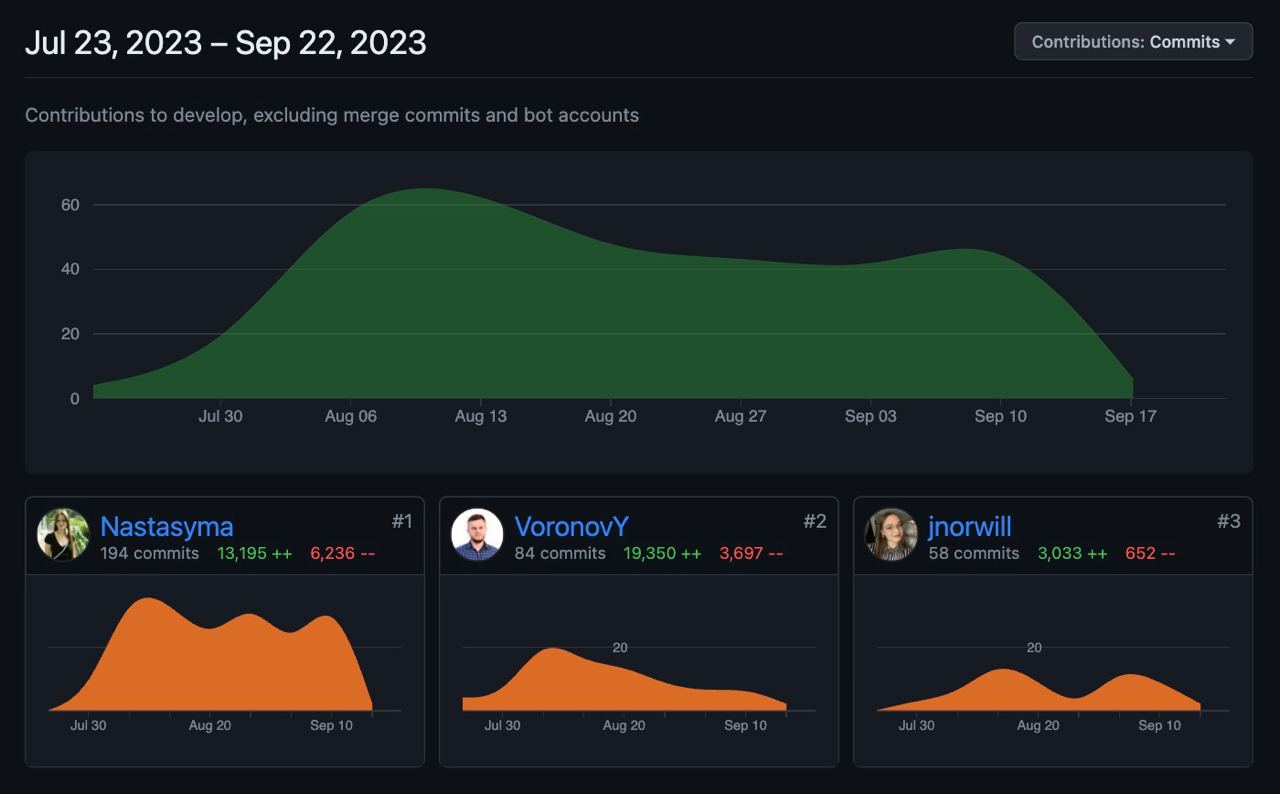 Jul 23, 2023 – Sep 22, 2023
Contributions: Commits
Contributions to develop, excluding merge commits and bot accounts
60
40
20
0
Jul 30 Aug 06 Aug 13 Aug 20 Aug 27 Sep 03 Sep 10 Sep 17
Nastasyma #1
194 commits 13,195 ++ 6,236 --
Jul 30 Aug 20 Sep 10
VoronovY #2
84 commits 19,350 ++ 3,697 --
20
Jul 30 Aug 20 Sep 10
jnorwill #3
58 commits 3,033 ++ 652 --
20
Jul 30 Aug 20 Sep 10